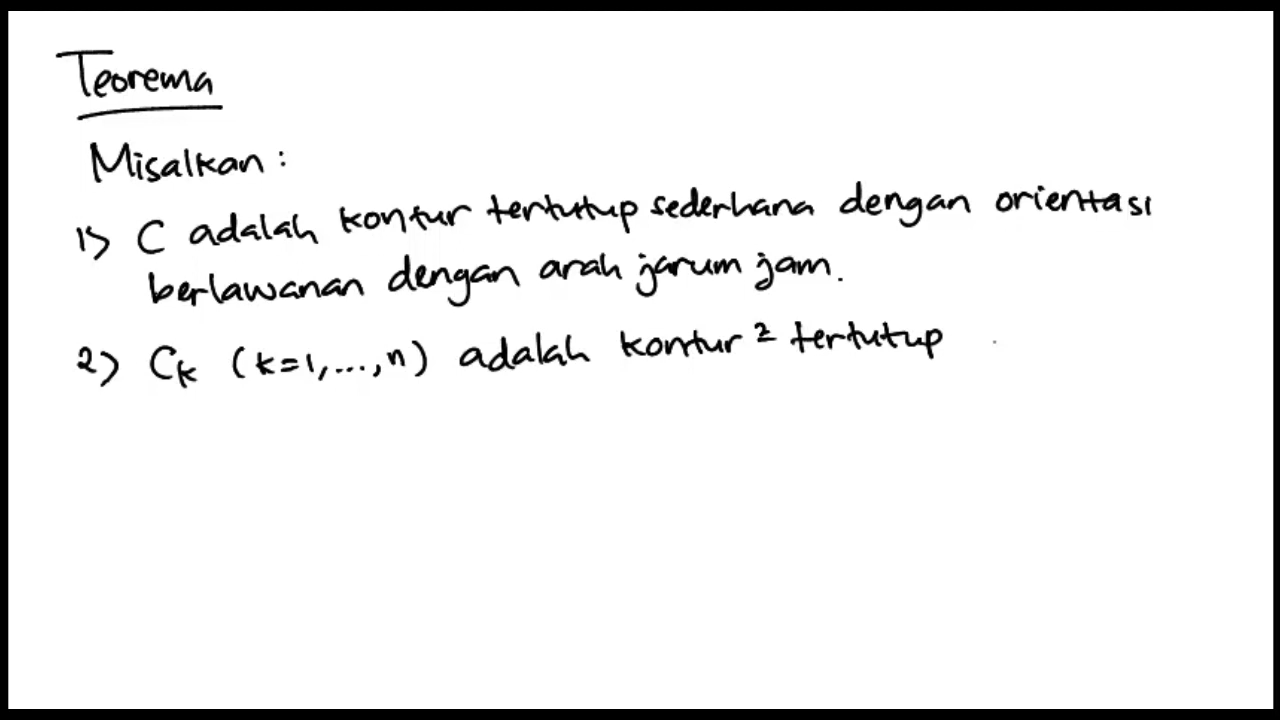 Teorema
Misalkan :
1) C adalah kontur tertutup sederhana dengan orientasi
berlawanan dengan arah jarum jam.
2) Cₖ (k=1,...,n) adalah kontur² tertutup